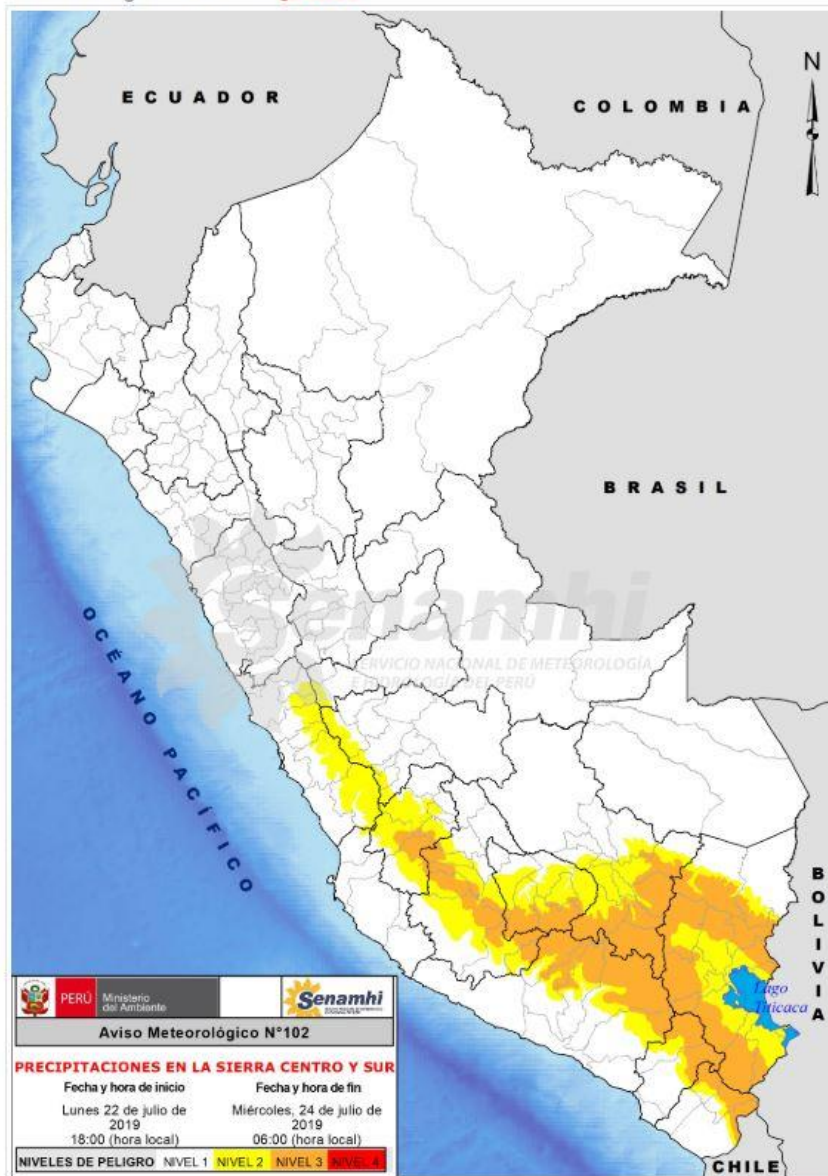 ECUADOR
COLOMBIA
N
BRASIL
Senamhi
SERVICIO NACIONAL DE METEOROLOGÍA
E HIDROLOGÍA DEL PERÚ
OCÉANO PACÍFICO
BOLIVIA
Lago
Titicaca
CHILE
PERÚ
Ministerio
del Ambiente
Senamhi
Aviso Meteorológico N°102
PRECIPITACIONES EN LA SIERRA CENTRO Y SUR
Fecha y hora de inicio
Lunes 22 de julio de
2019
18:00 (hora local)
Fecha y hora de fin
Miércoles, 24 de julio de
2019
06:00 (hora local)
NIVELES DE PELIGRO NIVEL 1 NIVEL 2 NIVEL 3 NIVEL 4